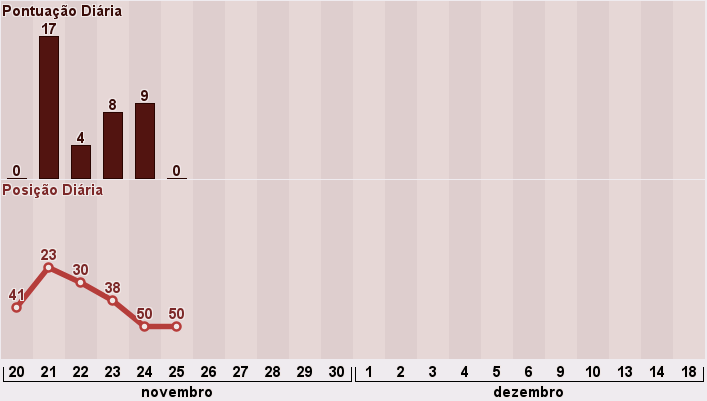 Pontuação Diária
0 17 4 8 9 0
Posição Diária
41 23 30 38 50 50
20 21 22 23 24 25 26 27 28 29 30 1 2 3 4 5 6 9 10 13 14 18
novembro dezembro